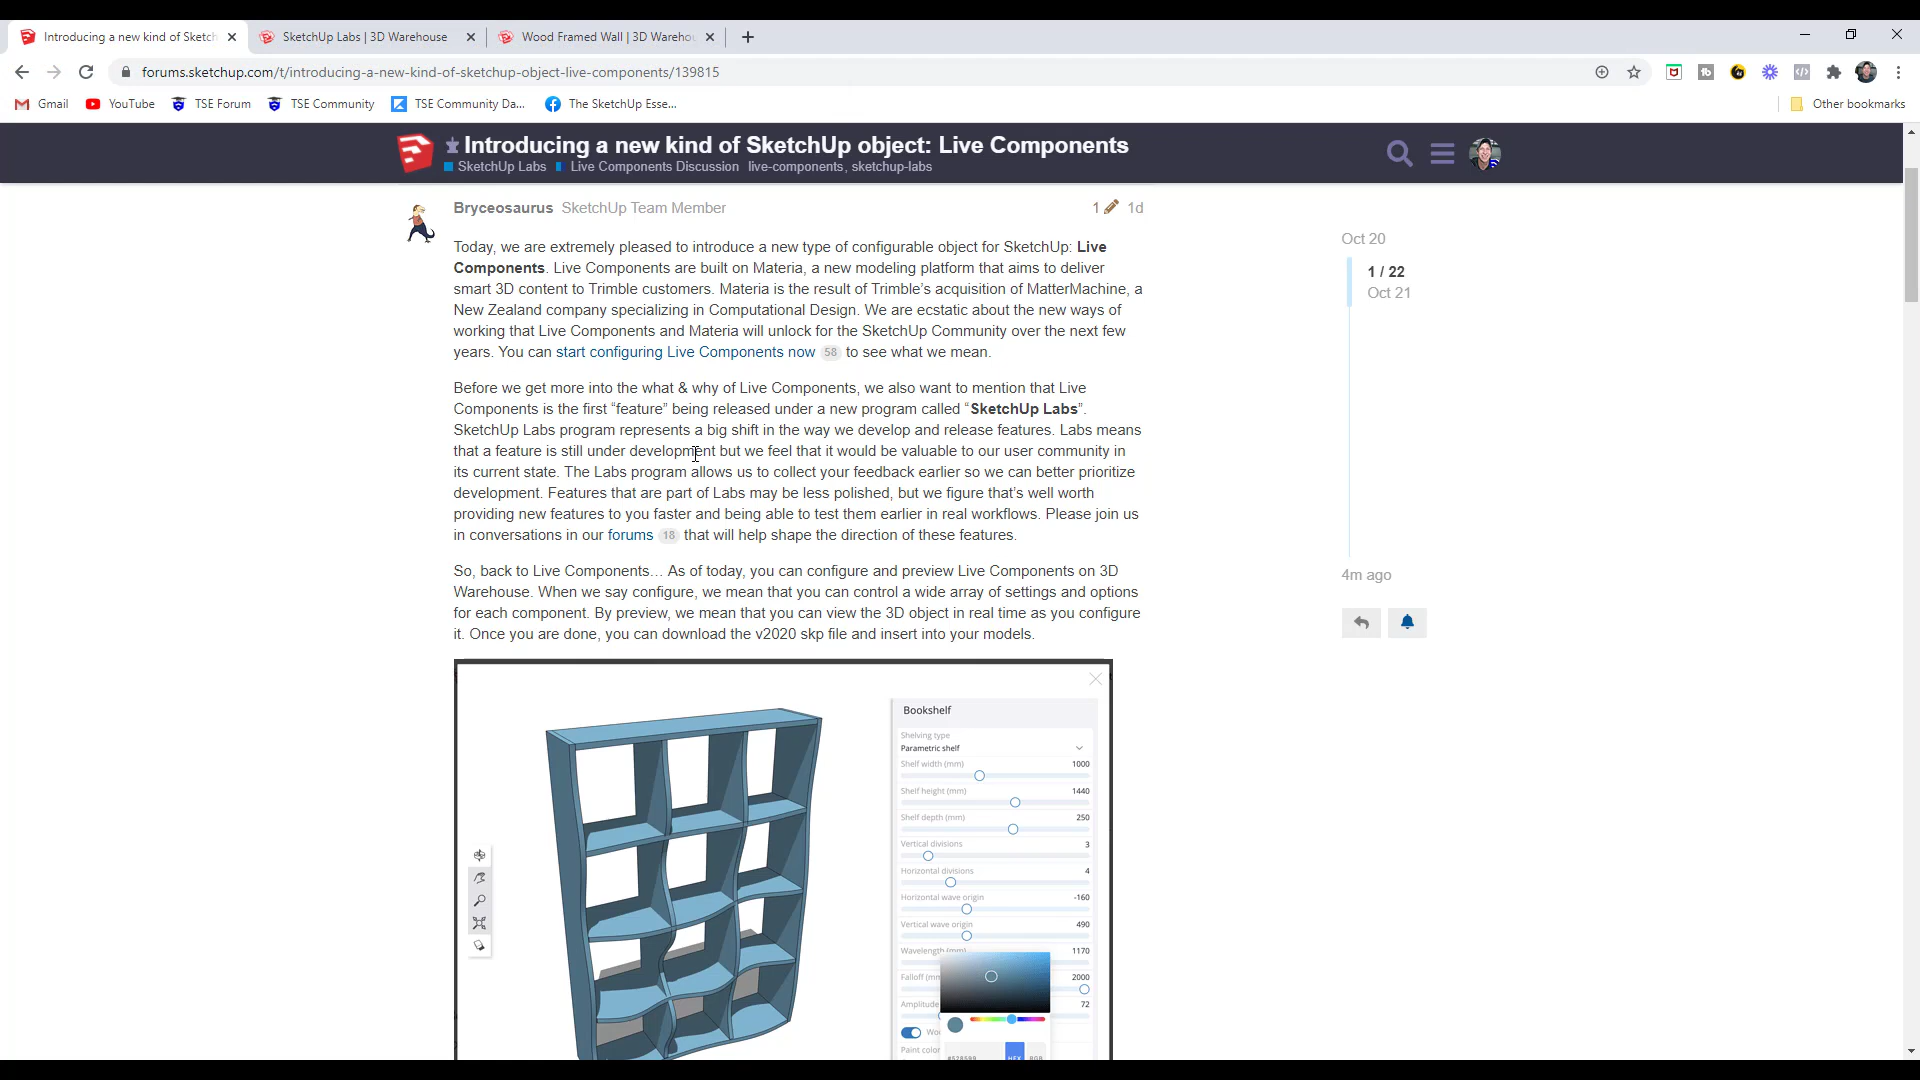 Introducing a new kind of Sketch
SketchUp Labs | 3D Warehouse
Wood Framed Wall | 3D Wareho
forums.sketchup.com/t/introducing-a-new-kind-of-sketchup-object-live-components/139815
Gmail
YouTube
TSE Forum
TSE Community
TSE Community Da...
The SketchUp Esse...
Other bookmarks
Introducing a new kind of SketchUp object: Live Components
SketchUp Labs Live Components Discussion live-components, sketchup-labs
Bryceosaurus SketchUp Team Member 1 1d
Today, we are extremely pleased to introduce a new type of configurable object for SketchUp: Live
Components. Live Components are built on Materia, a new modeling platform that aims to deliver
smart 3D content to Trimble customers. Materia is the result of Trimble's acquisition of MatterMachine, a
New Zealand company specializing in Computational Design. We are ecstatic about the new ways of
working that Live Components and Materia will unlock for the SketchUp Community over the next few
years. You can start configuring Live Components now 58 to see what we mean.
Before we get more into the what & why of Live Components, we also want to mention that Live
Components is the first “feature” being released under a new program called “SketchUp Labs”.
SketchUp Labs program represents a big shift in the way we develop and release features. Labs means
that a feature is still under development but we feel that it would be valuable to our user community in
its current state. The Labs program allows us to collect your feedback earlier so we can better prioritize
development. Features that are part of Labs may be less polished, but we figure that's well worth
providing new features to you faster and being able to test them earlier in real workflows. Please join us
in conversations in our forums 18 that will help shape the direction of these features.
So, back to Live Components… As of today, you can configure and preview Live Components on 3D
Warehouse. When we say configure, we mean that you can control a wide array of settings and options
for each component. By preview, we mean that you can view the 3D object in real time as you configure
it. Once you are done, you can download the v2020 skp file and insert into your models.
Oct 20
1 / 22
Oct 21
4m ago
Bookshelf
Shelving type
Parametric shelf
Shelf width (mm) 1000
Shelf height (mm) 1440
Shelf depth (mm) 250
Vertical divisions 3
Horizontal divisions 4
Horizontal wave origin -160
Vertical wave origin 490
Wavelength (mm) 1170
Falloff (mm 2000
Amplitude 72
Wo
Paint color
HEX RGB